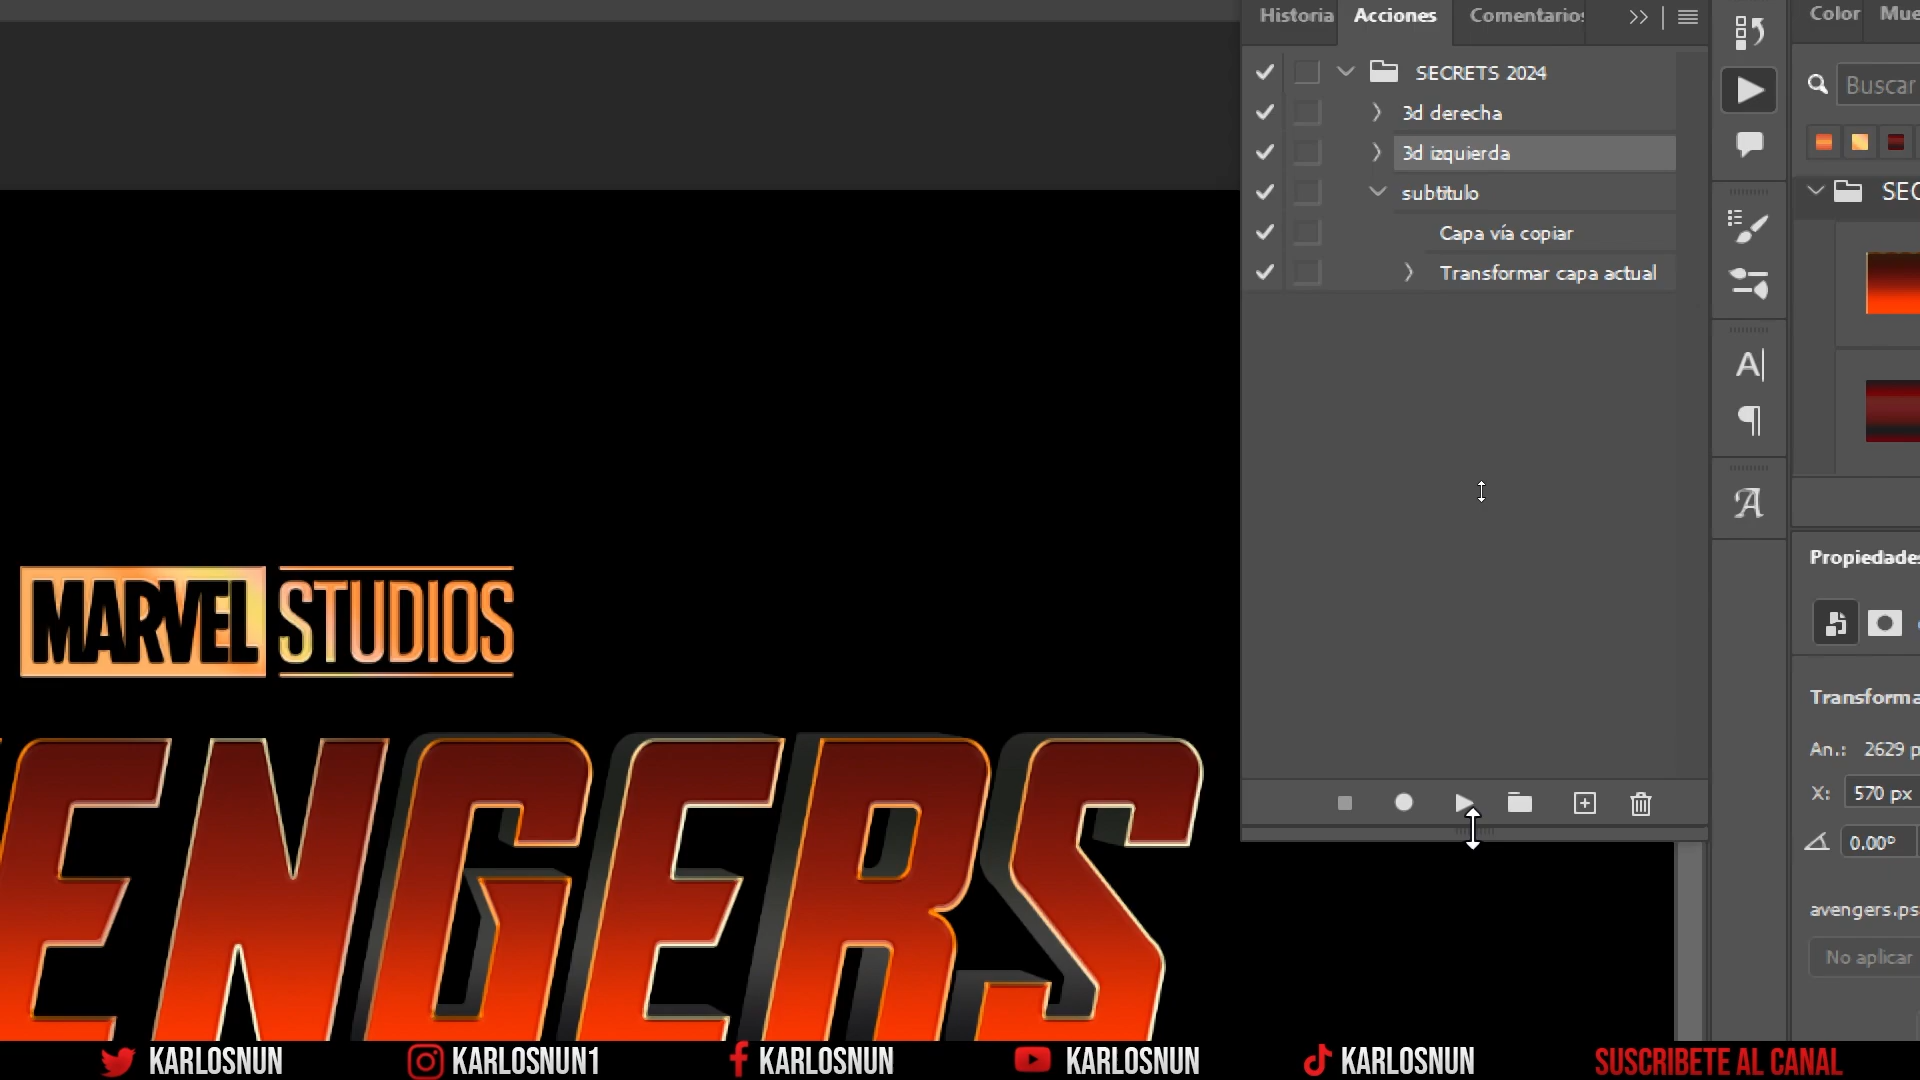 Historia Acciones Comentarios
SECRETS 2024
3d derecha
3d izquierda
subtitulo
Capa vía copiar
Transformar capa actual
Color Mue
Buscar
SEC
A
¶
A
Propiedades
Transforma
An.: 2629 p
X: 570 px
0.00º
avengers.ps
No aplicar
MARVEL STUDIOS
ENGERS
KARLOSNUN KARLOSNUN1 KARLOSNUN KARLOSNUN KARLOSNUN SUSCRIBETE AL CANAL